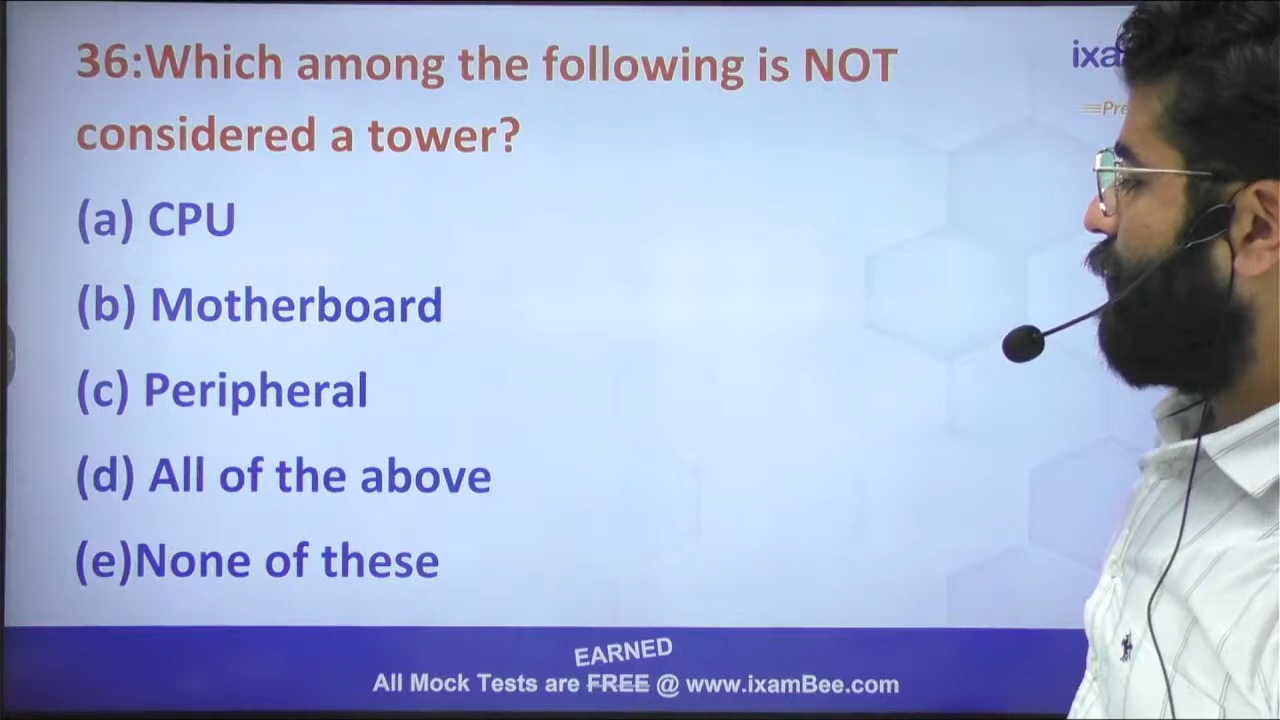 36:Which among the following is NOT
considered a tower?
(a) CPU
(b) Motherboard
(c) Peripheral
(d) All of the above
(e)None of these
EARNED
All Mock Tests are FREE @ www.ixamBee.com